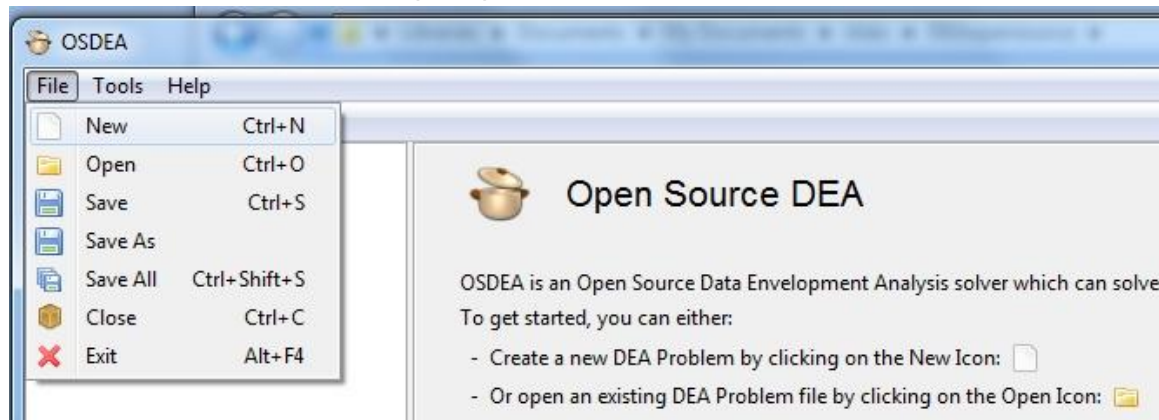 OSDEA
File Tools Help
New Ctrl+N
Open Ctrl+O
Save Ctrl+S
Save As
Save All Ctrl+Shift+S
Close Ctrl+C
Exit Alt+F4
Open Source DEA
OSDEA is an Open Source Data Envelopment Analysis solver which can solve
To get started, you can either:
- Create a new DEA Problem by clicking on the New Icon:
- Or open an existing DEA Problem file by clicking on the Open Icon: